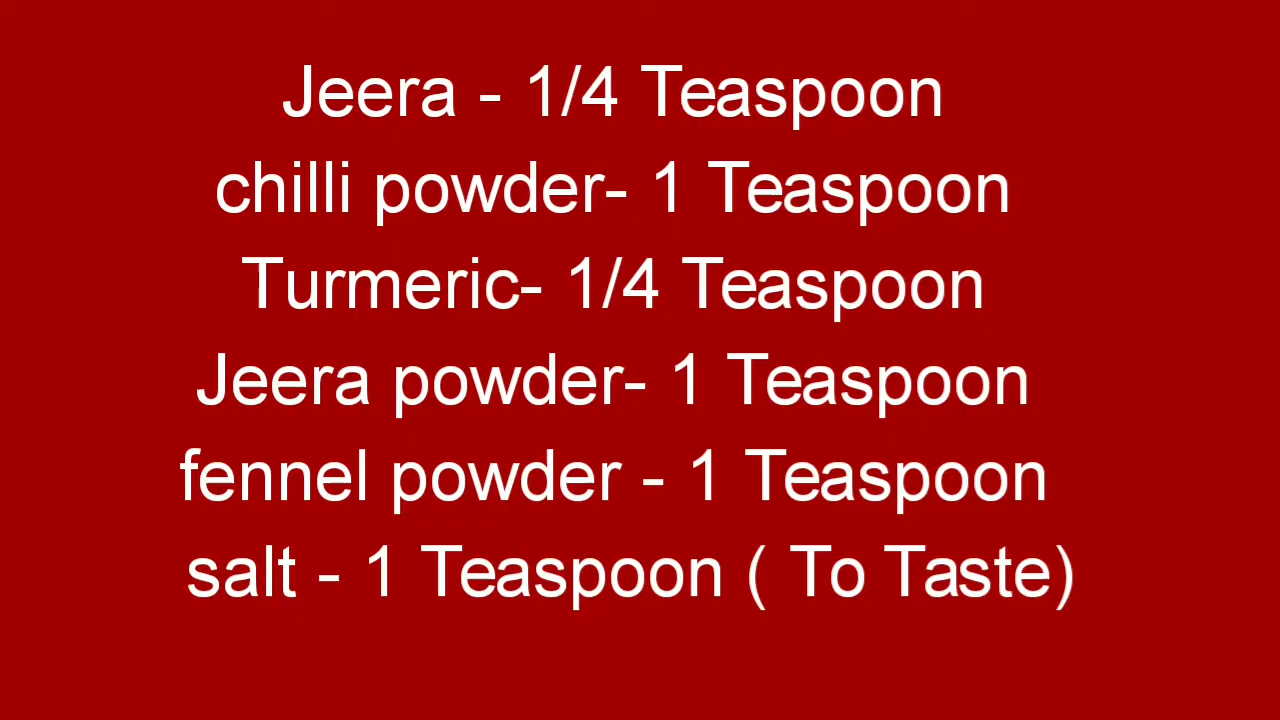 Jeera - 1/4 Teaspoon
chilli powder- 1 Teaspoon
Turmeric- 1/4 Teaspoon
Jeera powder- 1 Teaspoon
fennel powder - 1 Teaspoon
salt - 1 Teaspoon ( To Taste)